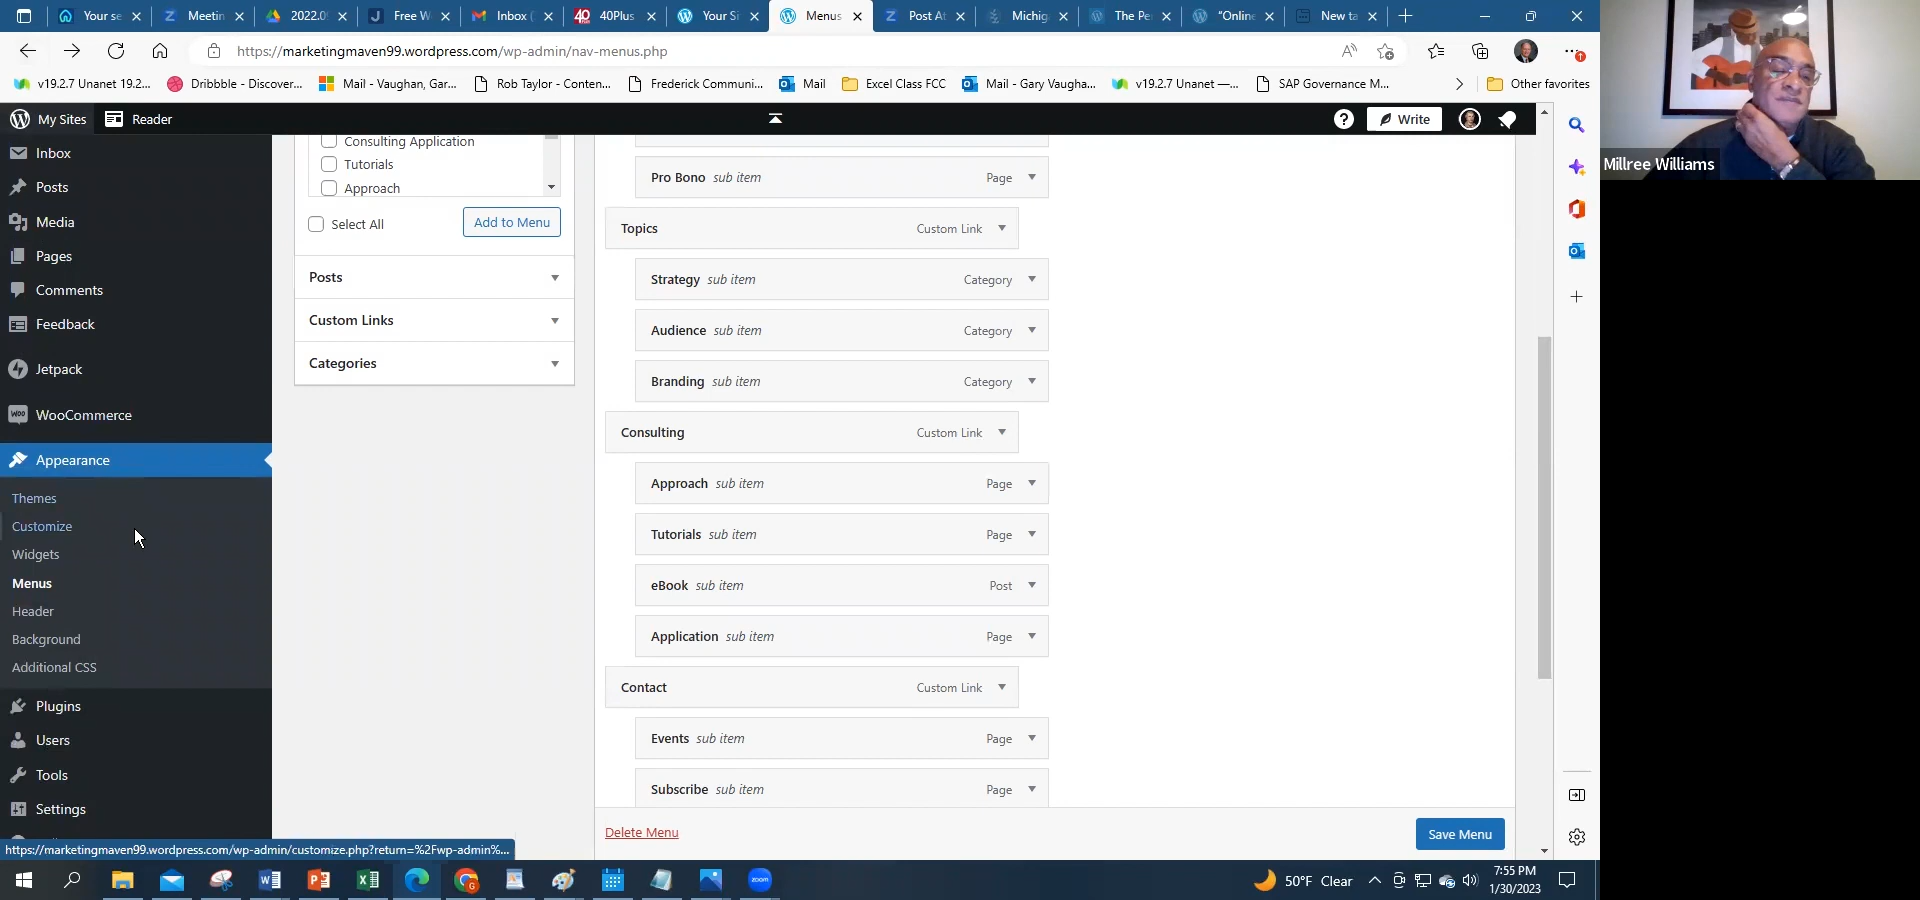 Your se
Meetin
2022.0
Free W
Inbox (
40Plus
Your Si
Menus
Post At
Michig
The Pe
"Online
New ta
https://marketingmaven99.wordpress.com/wp-admin/nav-menus.php
v19.2.7 Unanet 19.2...
Dribbble - Discover...
Mail - Vaughan, Gar...
Rob Taylor - Conten...
Frederick Communi...
Mail
Excel Class FCC
Mail - Gary Vaugha...
v19.2.7 Unanet —...
SAP Governance M...
Other favorites
My Sites
Reader
Write
Inbox
Posts
Media
Pages
Comments
Feedback
Jetpack
WooCommerce
Appearance
Themes
Customize
Widgets
Menus
Header
Background
Additional CSS
Plugins
Users
Tools
Settings
https://marketingmaven99.wordpress.com/wp-admin/customize.php?return=%2Fwp-admin%...
Consulting Application
Tutorials
Approach
Select All
Add to Menu
Posts
Custom Links
Categories
Pro Bono sub item Page
Topics Custom Link
Strategy sub item Category
Audience sub item Category
Branding sub item Category
Consulting Custom Link
Approach sub item Page
Tutorials sub item Page
eBook sub item Post
Application sub item Page
Contact Custom Link
Events sub item Page
Subscribe sub item Page
Delete Menu
Save Menu
Millree Williams
zoom
50°F Clear
7:55 PM
1/30/2023